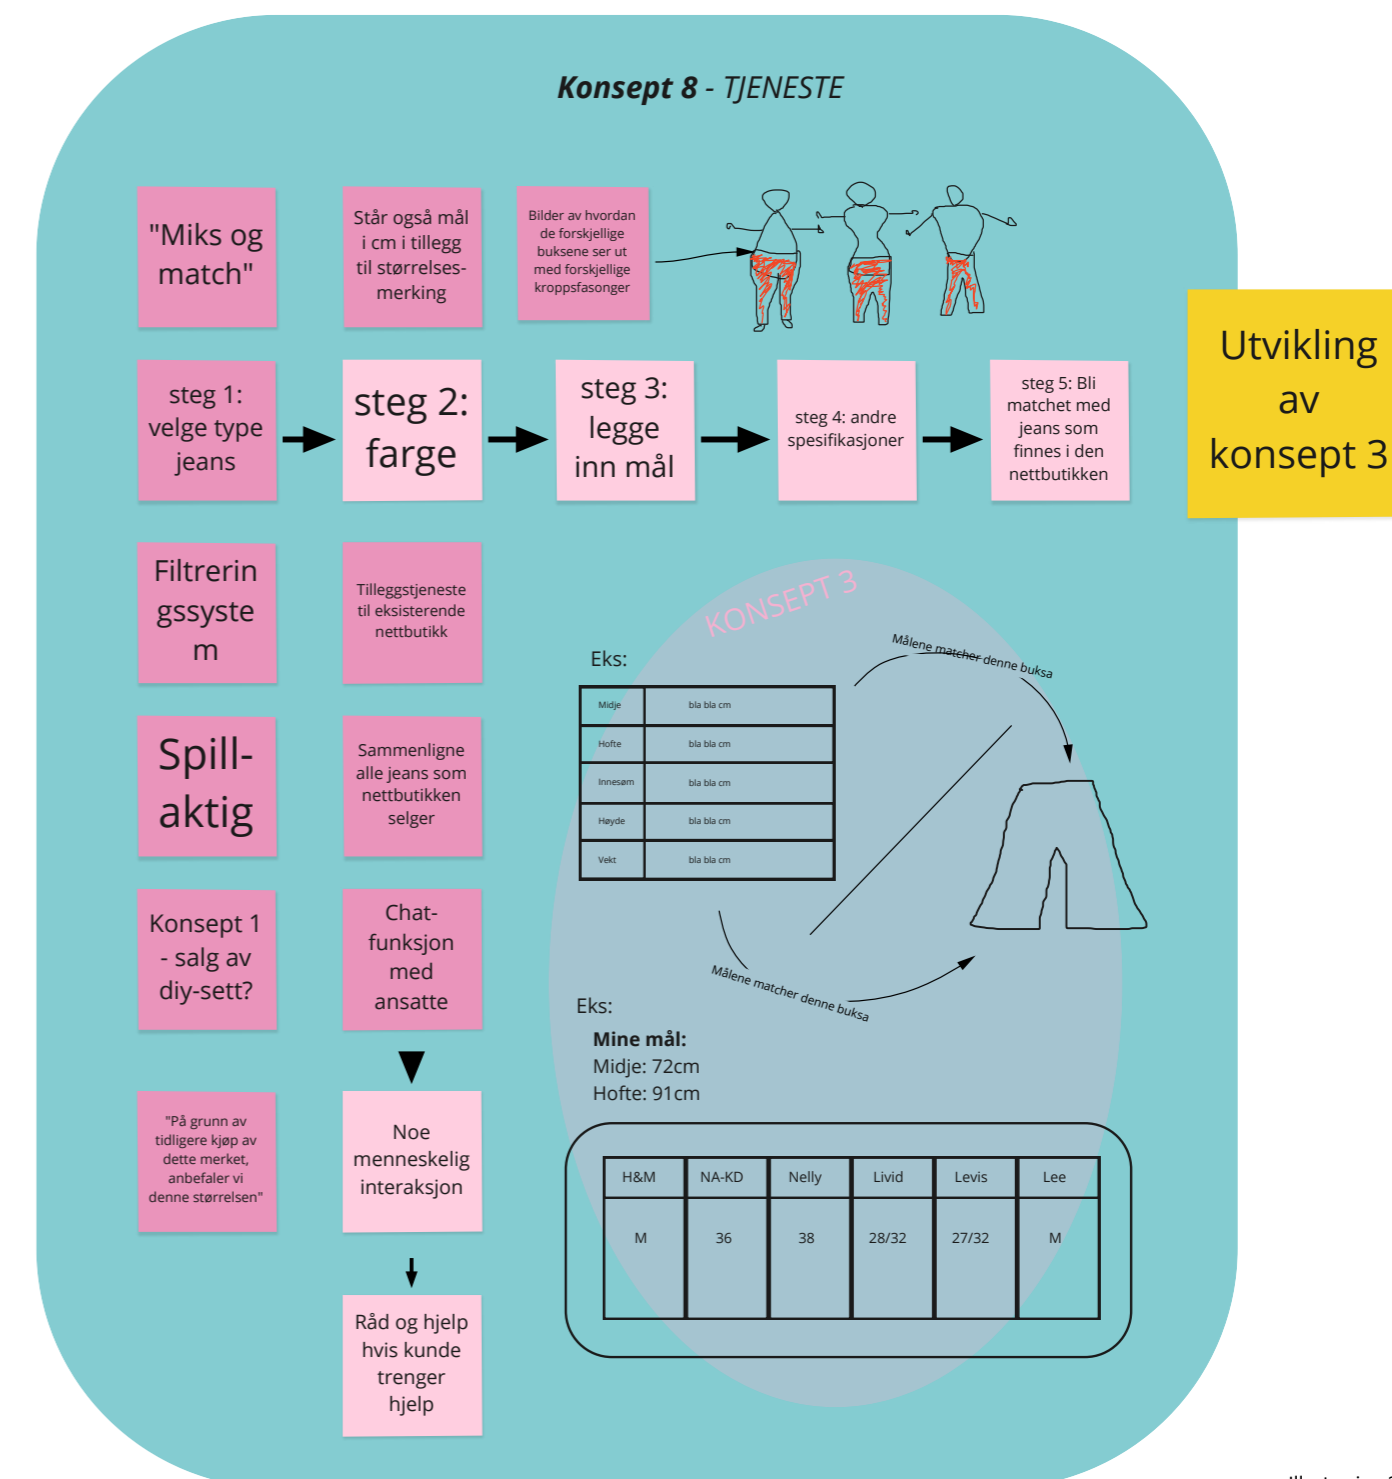 Konsept 8 - TJENESTE
"Miks og
match"
Står også mål
i cm i tillegg
til størrelses-
merking
Bilder av hvordan
de forskjellige
buksene ser ut
med forskjellige
kroppsfasonger
steg 1:
velge type
jeans
steg 2:
farge
steg 3:
legge
inn mål
steg 4: andre
spesifikasjoner
steg 5: Bli
matchet med
jeans som
finnes i den
nettbutikken
Utvikling
av
konsept 3
Filtrerin
gssyste
m
Tilleggstjeneste
til eksisterende
nettbutikk
Spill-
aktig
Sammenligne
alle jeans som
nettbutikken
selger
Konsept 1
- salg av
diy-sett?
Chat-
funksjon
med
ansatte
"På grunn av
tidligere kjøp av
dette merket,
anbefaler vi
denne størrelsen"
Noe
menneskelig
interaksjon
Råd og hjelp
hvis kunde
trenger
hjelp
KONSEPT 3
Eks:
Målene matcher denne buksa
Midje bla bla cm
Hofte bla bla cm
Innesøm bla bla cm
Høyde bla bla cm
Vekt bla bla cm
Målene matcher denne buksa
Eks:
Mine mål:
Midje: 72cm
Hofte: 91cm
H&M NA-KD Nelly Livid Levis Lee
M 36 38 28/32 27/32 M